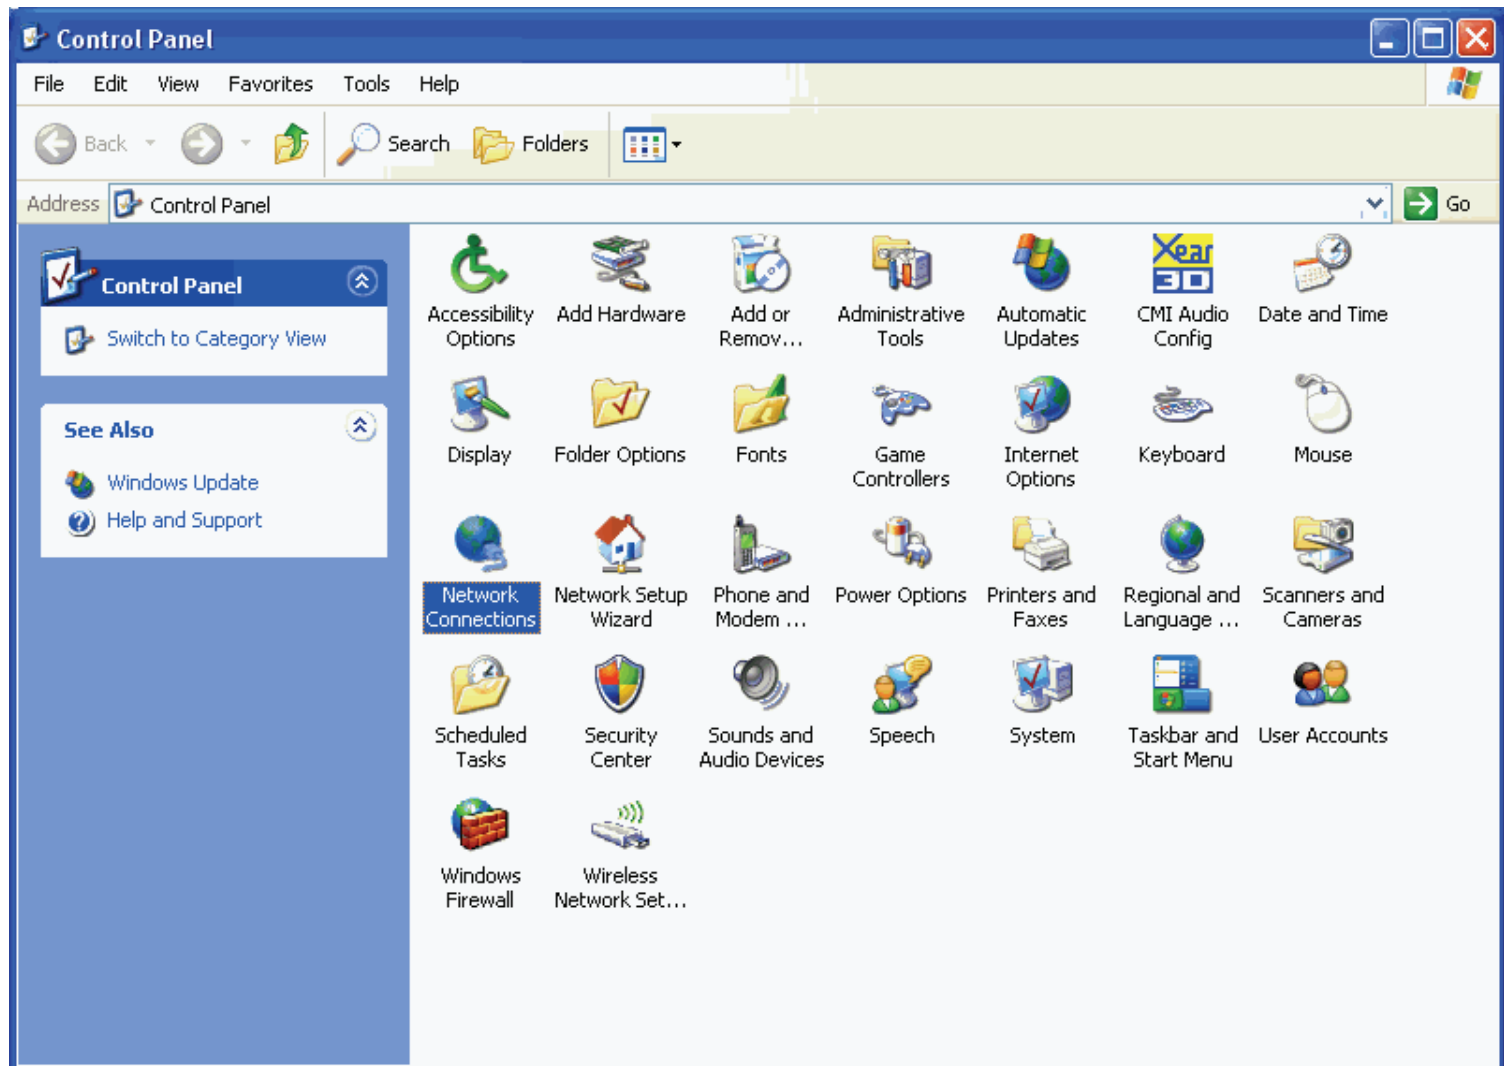 Control Panel
File Edit View Favorites Tools Help
Back Search Folders
Address Control Panel Go
Control Panel
Switch to Category View
See Also
Windows Update
Help and Support
Accessibility
Options
Add Hardware
Add or
Remov...
Administrative
Tools
Automatic
Updates
Xear
3D
CMI Audio
Config
Date and Time
Display
Folder Options
Fonts
Game
Controllers
Internet
Options
Keyboard
Mouse
Network
Connections
Network Setup
Wizard
Phone and
Modem ...
Power Options
Printers and
Faxes
Regional and
Language ...
Scanners and
Cameras
Scheduled
Tasks
Security
Center
Sounds and
Audio Devices
Speech
System
Taskbar and
Start Menu
User Accounts
Windows
Firewall
Wireless
Network Set...